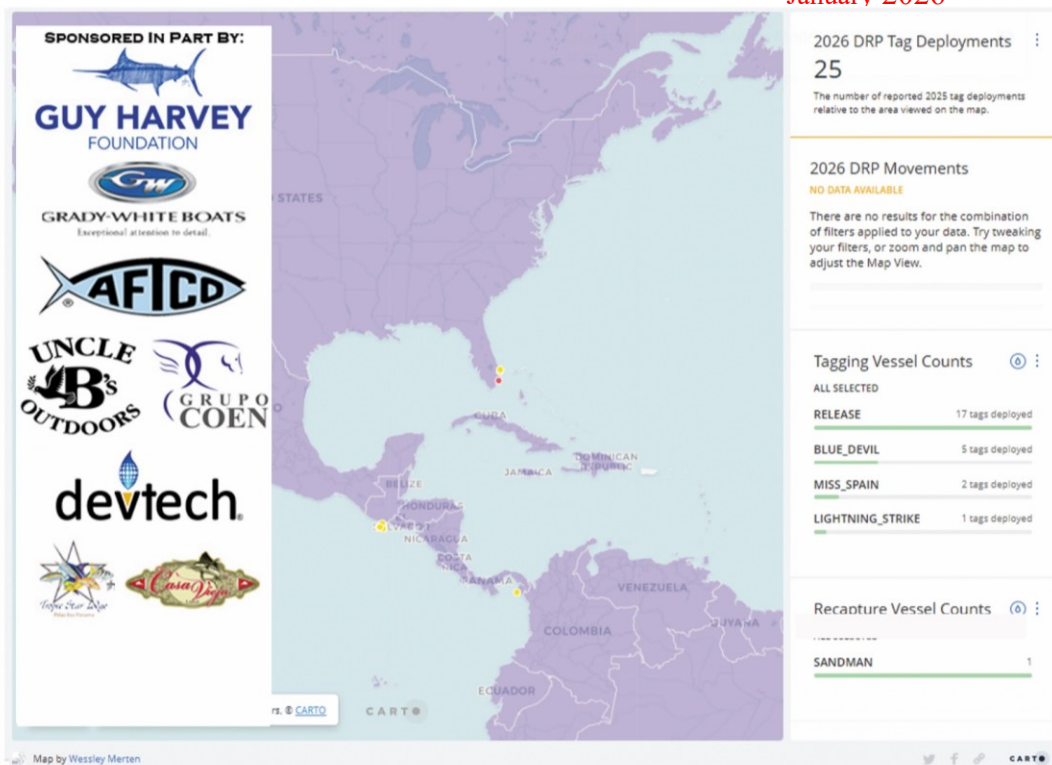 January 2026
SPONSORED IN PART BY:
GUY HARVEY
FOUNDATION
GW
GRADY-WHITE BOATS
Exceptional attention to detail.
AFTCO
®
UNCLE
B's
OUTDOORS
GRUPO
COEN
devtech.
Tropic Star Lodge
Casa Vieja
STATES
CUBA
DOMINICAN
REPUBLIC
JAMAICA
BELIZE
HONDURAS
NICARAGUA
COSTA
RICA
PANAMA
VENEZUELA
GUYANA
COLOMBIA
ECUADOR
rs. © CARTO
CARTO
Map by Wessley Merten
2026 DRP Tag Deployments
25
The number of reported 2025 tag deployments
relative to the area viewed on the map.
2026 DRP Movements
NO DATA AVAILABLE
There are no results for the combination
of filters applied to your data. Try tweaking
your filters, or zoom and pan the map to
adjust the Map View.
Tagging Vessel Counts
ALL SELECTED
RELEASE 17 tags deployed
BLUE_DEVIL 5 tags deployed
MISS_SPAIN 2 tags deployed
LIGHTNING_STRIKE 1 tags deployed
Recapture Vessel Counts
SANDMAN 1
CARTO